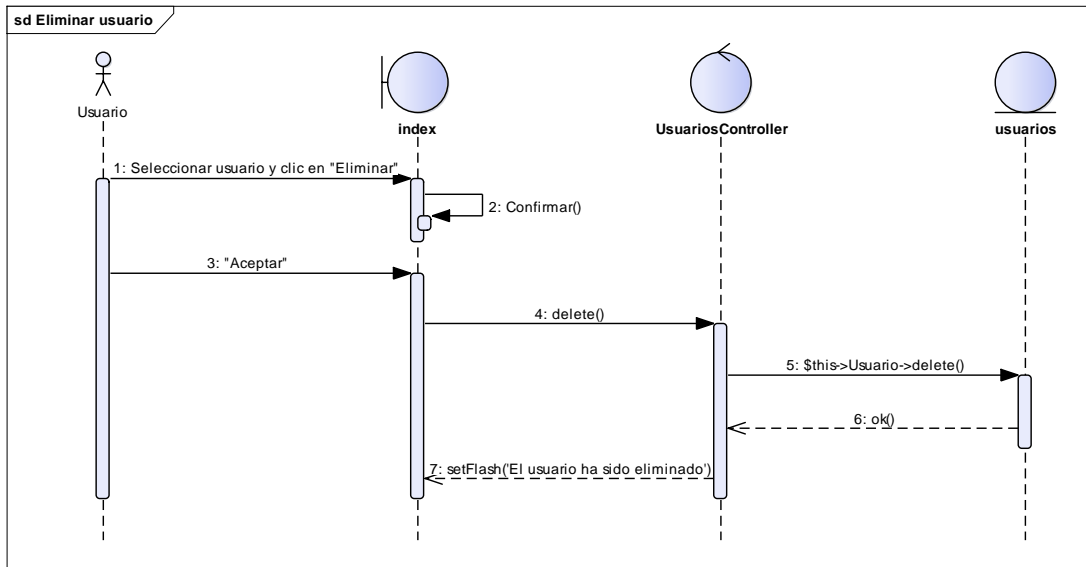 sd Eliminar usuario
Usuario
index
UsuariosController
usuarios
1: Seleccionar usuario y clic en "Eliminar"
2: Confirmar()
3: "Aceptar"
4: delete()
5: $this->Usuario->delete()
6: ok()
7: setFlash('El usuario ha sido eliminado')